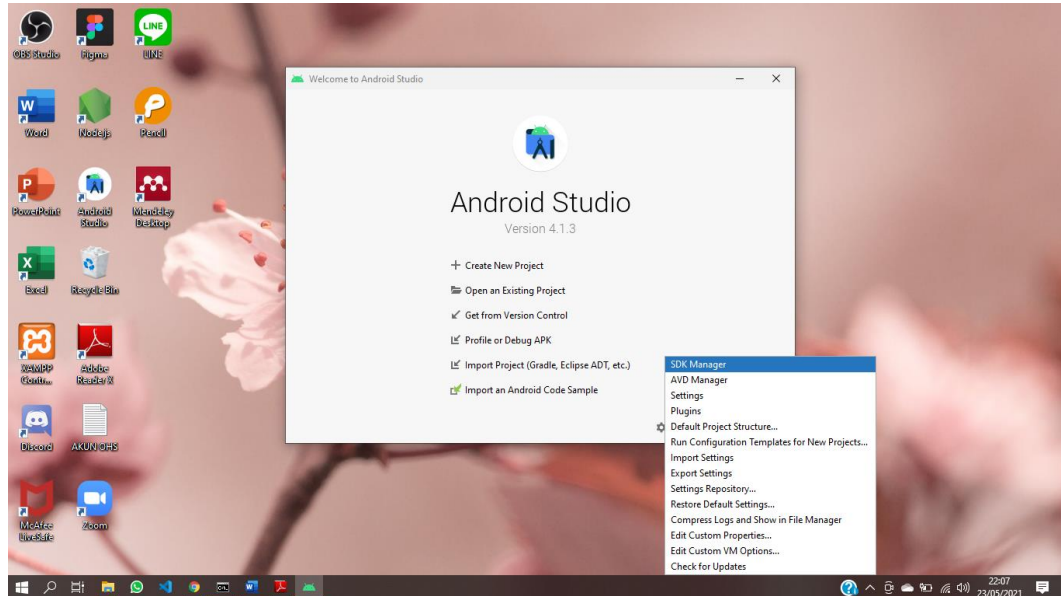 OBS Studio
Figma
LINE
Word
Nodejs
Pencil
PowerPoint
Android
Studio
Mendeley
Desktop
Excel
Recycle Bin
XAMPP
Contr...
Adobe
Reader X
Discord
AKUN OHS
McAfee
LiveSafe
Zoom
Welcome to Android Studio
Android Studio
Version 4.1.3
Create New Project
Open an Existing Project
Get from Version Control
Profile or Debug APK
Import Project (Gradle, Eclipse ADT, etc.)
Import an Android Code Sample
SDK Manager
AVD Manager
Settings
Plugins
Default Project Structure...
Run Configuration Templates for New Projects...
Import Settings
Export Settings
Settings Repository...
Restore Default Settings...
Compress Logs and Show in File Manager
Edit Custom Properties...
Edit Custom VM Options...
Check for Updates
22:07
23/05/2021